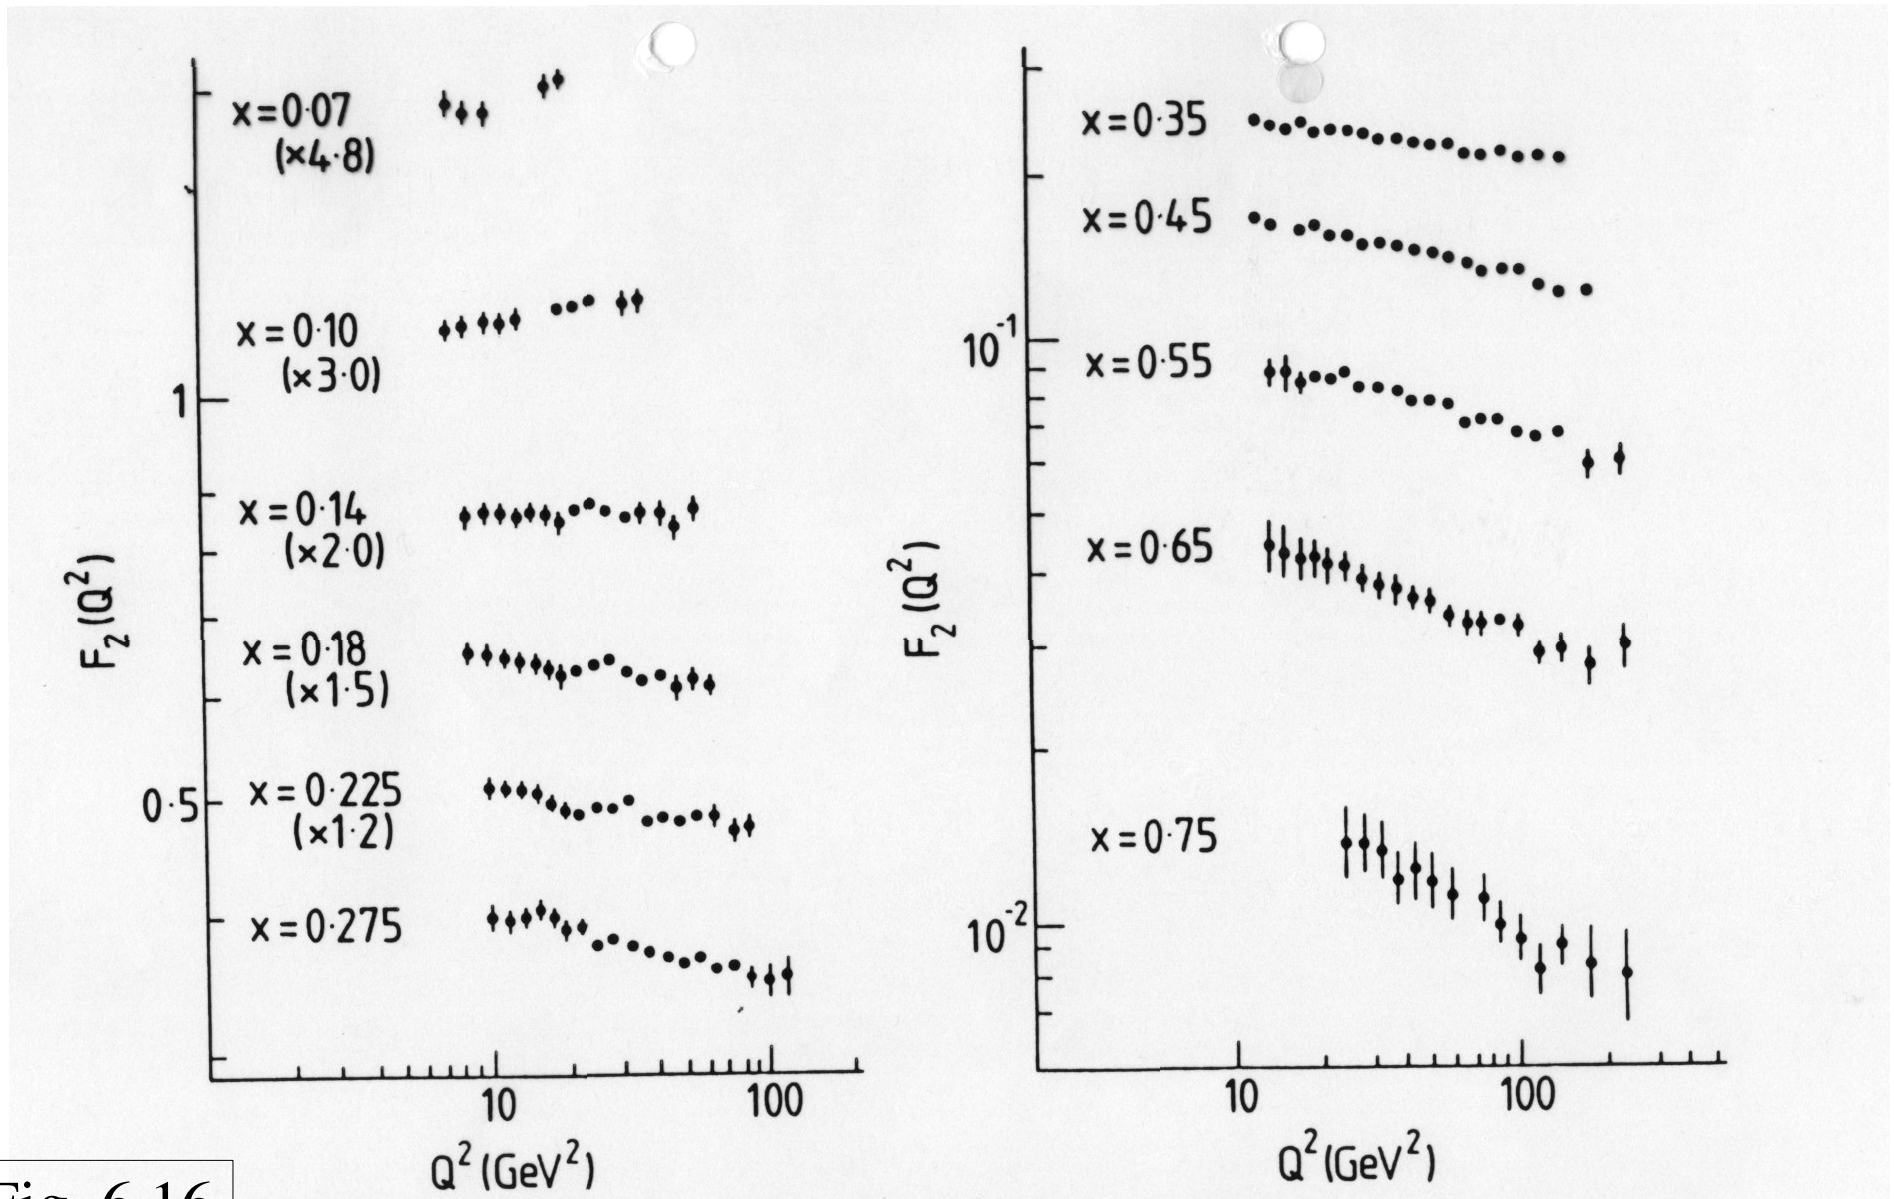 x=0·07
(×4·8)
x=0·10
(×3·0)
1
x=0·14
(×2·0)
F₂(Q²)
x=0·18
(×1·5)
0·5
x=0·225
(×1·2)
x=0·275
10
100
Q²(GeV²)
x=0·35
x=0·45
10⁻¹
x=0·55
x=0·65
F₂(Q²)
x=0·75
10⁻²
10
100
Q²(GeV²)
Fig. 6.16